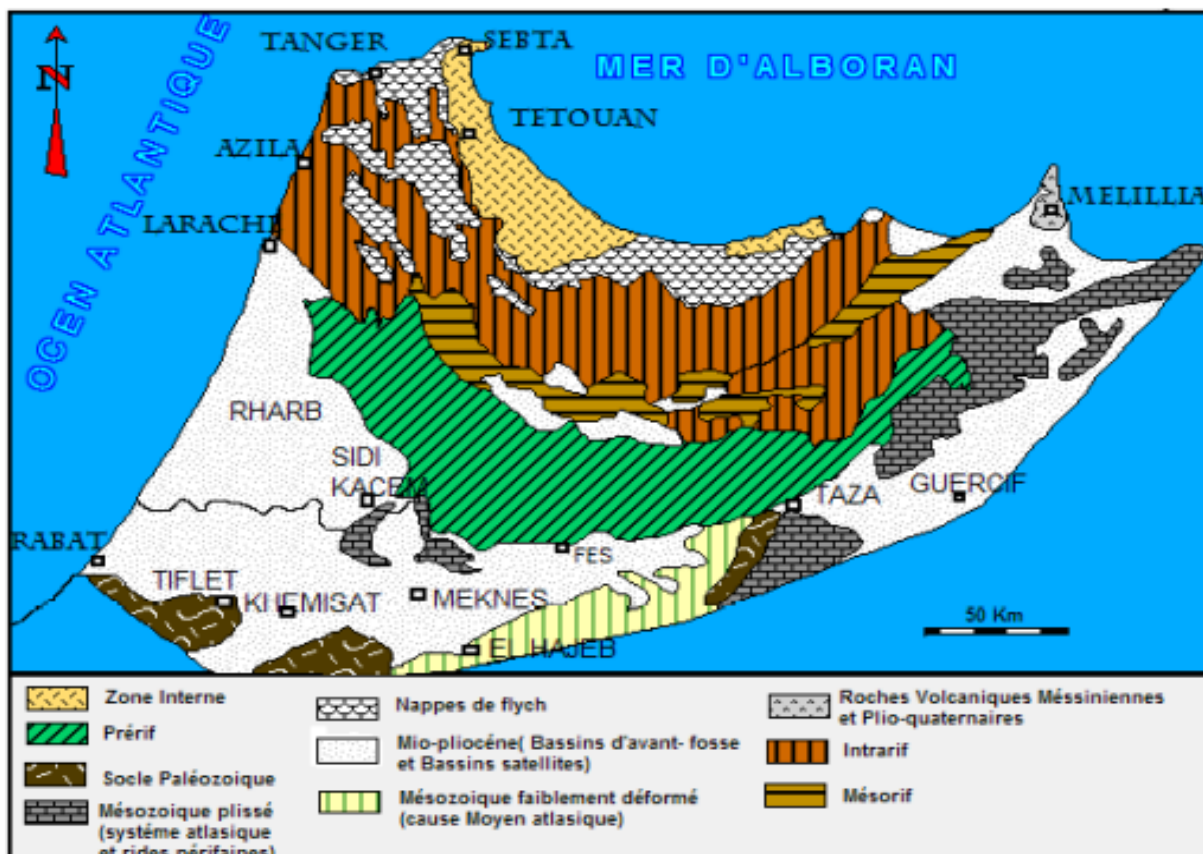 N
OCEN ATLANTIQUE
MER D'ALBORAN
TANGER
SEBTA
TETOUAN
AZILA
LARACHE
MELILLIA
RHARB
SIDI
KACEM
TAZA
GUERCIF
RABAT
FES
TIFLET
KHEMISAT
MEKNES
EL HAJEB
50 Km
Zone Interne
Prérif
Socle Paléozoique
Mésozoique plissé
(systéme atlasique
et rides périfaines)
Nappes de flych
Mio-pliocéne( Bassins d'avant- fosse
et Bassins satellites)
Mésozoique faiblement déformé
(cause Moyen atlasique)
Roches Volcaniques Méssiniennes
et Plio-quaternaires
Intrarif
Mésorif